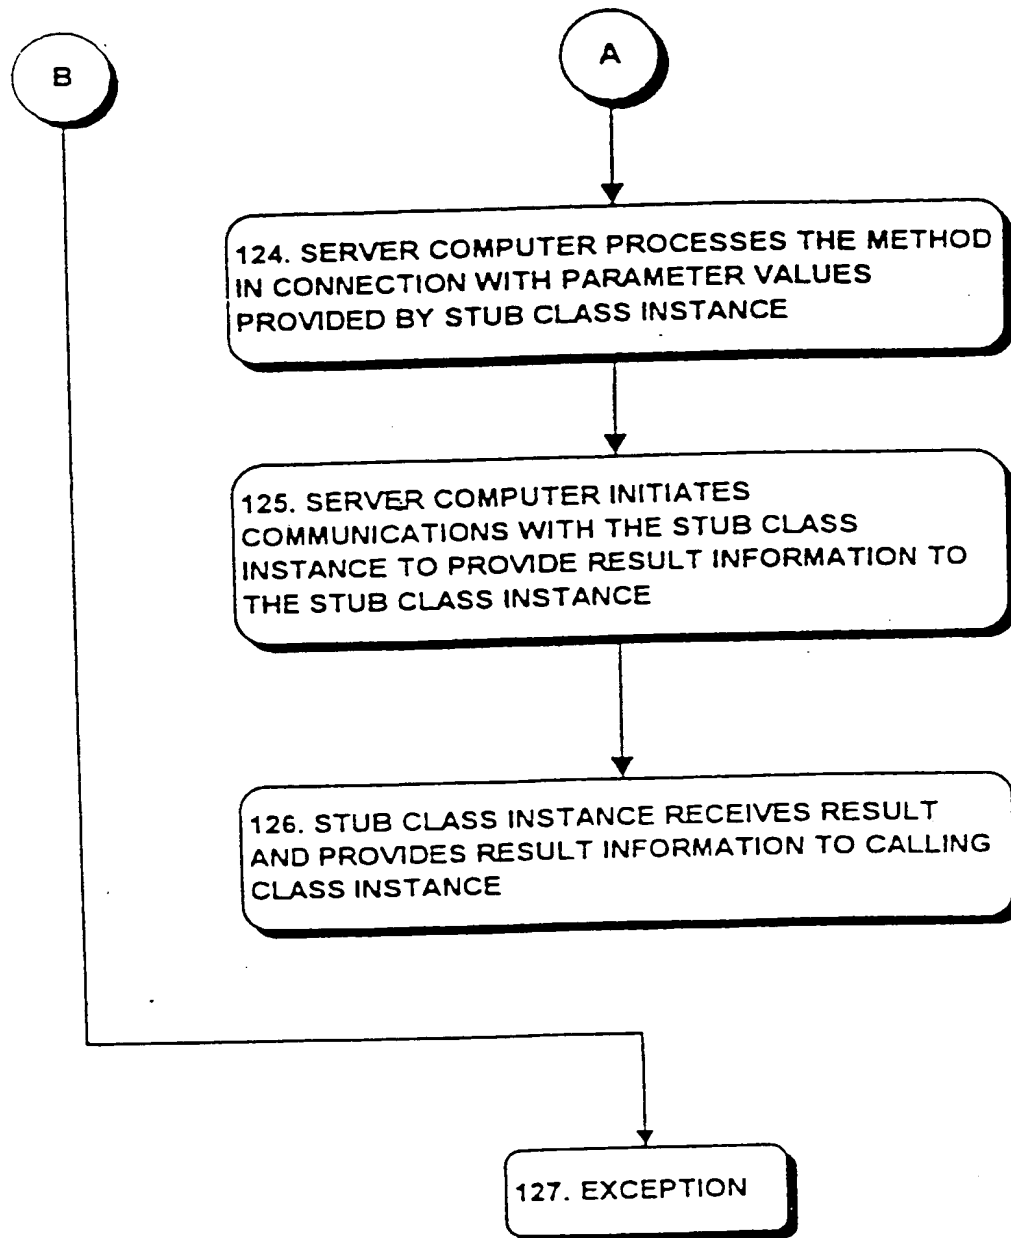 B
A
124. SERVER COMPUTER PROCESSES THE METHOD
IN CONNECTION WITH PARAMETER VALUES
PROVIDED BY STUB CLASS INSTANCE
125. SERVER COMPUTER INITIATES
COMMUNICATIONS WITH THE STUB CLASS
INSTANCE TO PROVIDE RESULT INFORMATION TO
THE STUB CLASS INSTANCE
126. STUB CLASS INSTANCE RECEIVES RESULT
AND PROVIDES RESULT INFORMATION TO CALLING
CLASS INSTANCE
127. EXCEPTION